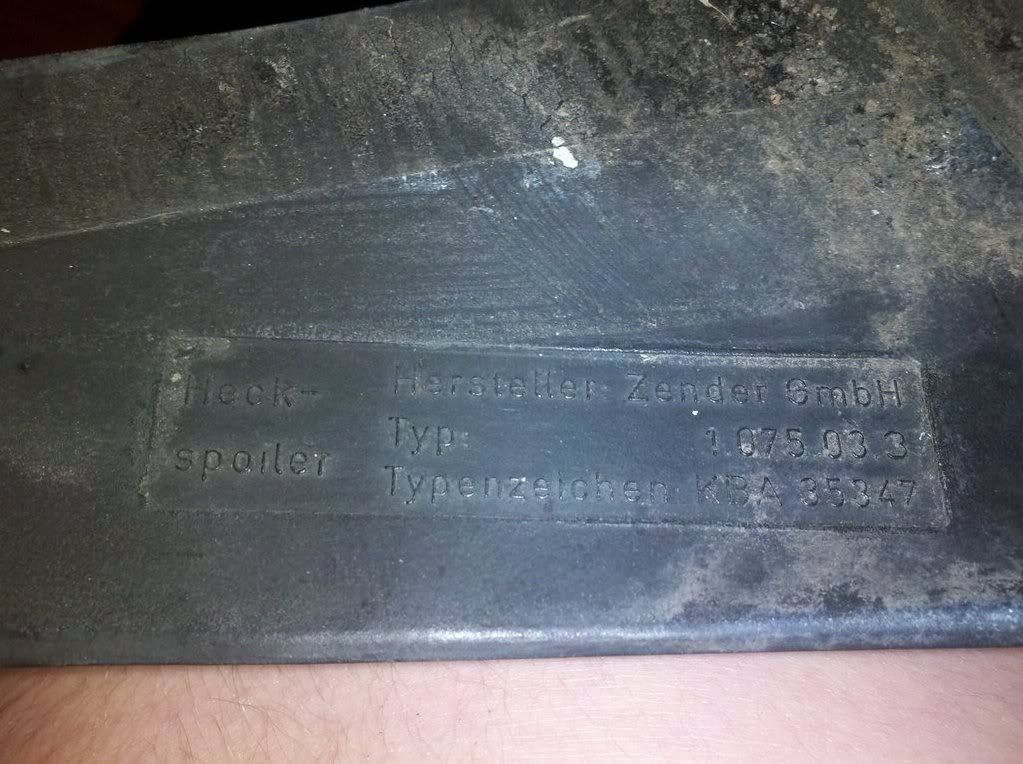 Heck-
spoiler
Hersteller: Zender GmbH
Typ: 1 075 03 3
Typenzeichen KBA 35347